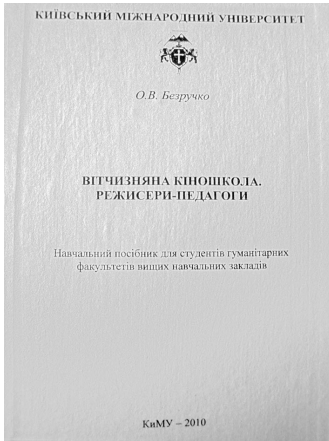 КИЇВСЬКИЙ МІЖНАРОДНИЙ УНІВЕРСИТЕТ
О.В. Безручко
ВІТЧИЗНЯНА КІНОШКОЛА.
РЕЖИСЕРИ-ПЕДАГОГИ
Навчальний посібник для студентів гуманітарних
факультетів вищих навчальних закладів
КиМУ – 2010